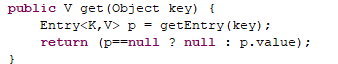 public V get(Object key) {
    Entry<K,V> p = getEntry(key);
    return (p==null ? null : p.value);
}